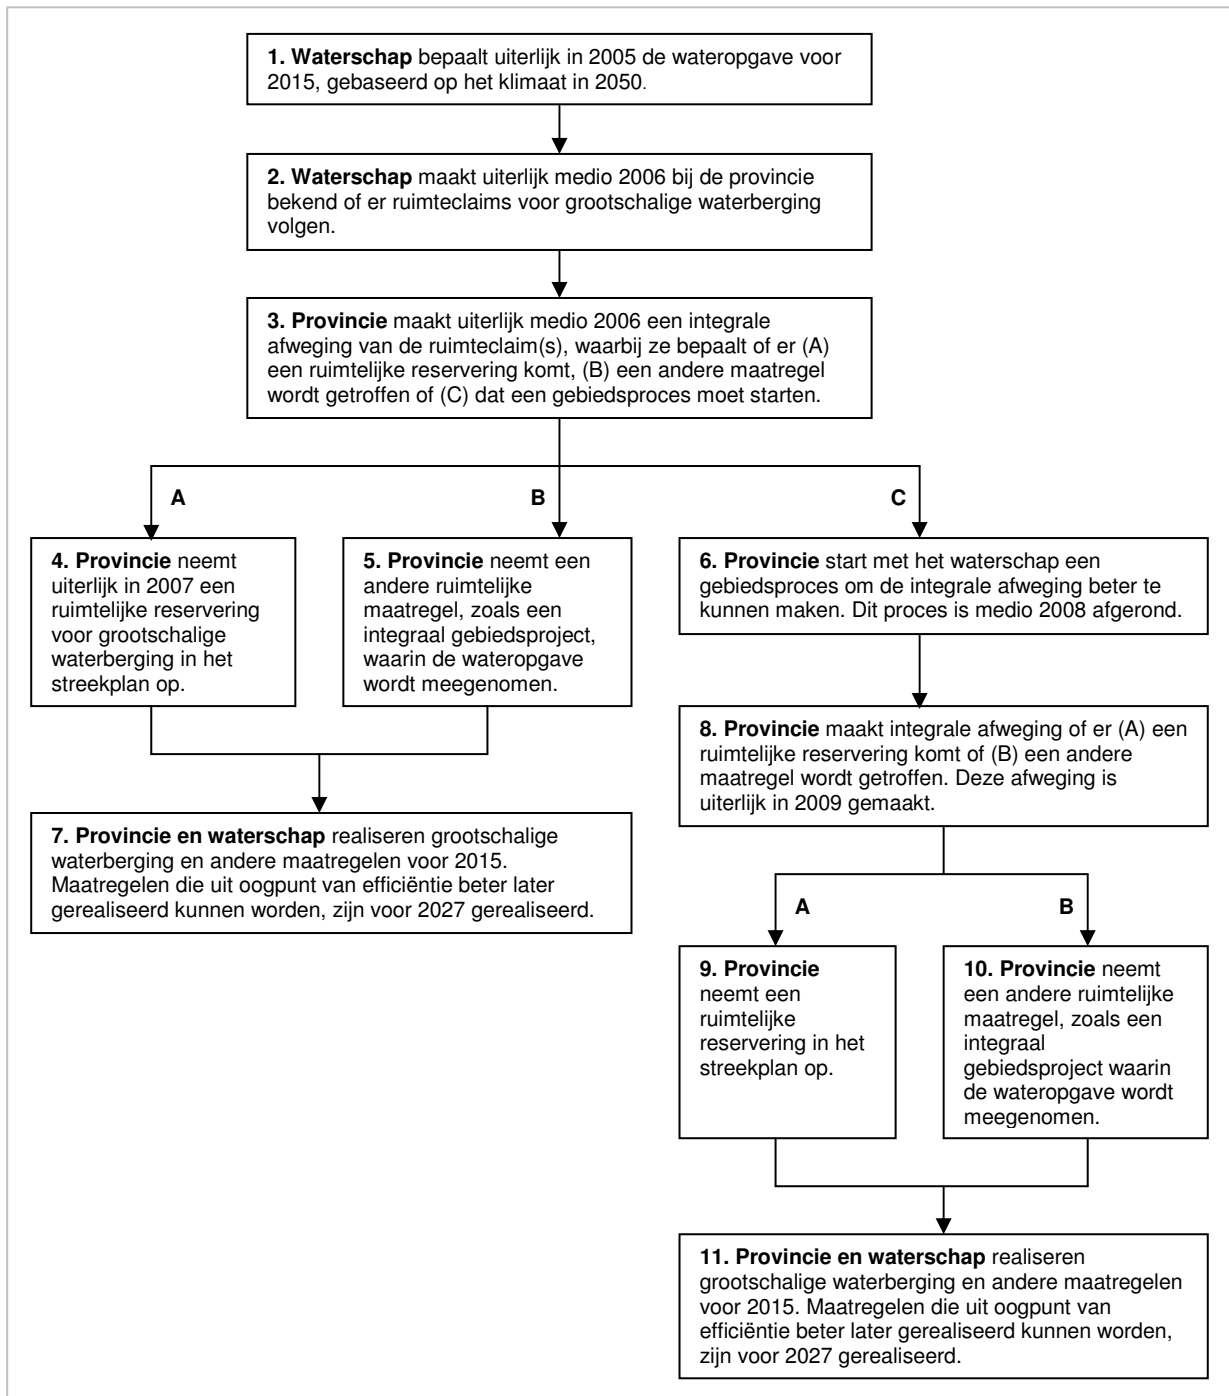 1. Waterschap bepaalt uiterlijk in 2005 de wateropgave voor
2015, gebaseerd op het klimaat in 2050.
2. Waterschap maakt uiterlijk medio 2006 bij de provincie
bekend of er ruimteclaims voor grootschalige waterberging
volgen.
3. Provincie maakt uiterlijk medio 2006 een integrale
afweging van de ruimteclaim(s), waarbij ze bepaalt of er (A)
een ruimtelijke reservering komt, (B) een andere maatregel
wordt getroffen of (C) dat een gebiedsproces moet starten.
A
B
C
4. Provincie neemt
uiterlijk in 2007 een
ruimtelijke reservering
voor grootschalige
waterberging in het
streekplan op.
5. Provincie neemt een
andere ruimtelijke
maatregel, zoals een
integraal gebiedsproject,
waarin de wateropgave
wordt meegenomen.
6. Provincie start met het waterschap een
gebiedsproces om de integrale afweging beter te
kunnen maken. Dit proces is medio 2008 afgerond.
7. Provincie en waterschap realiseren grootschalige
waterberging en andere maatregelen voor 2015.
Maatregelen die uit oogpunt van efficiëntie beter later
gerealiseerd kunnen worden, zijn voor 2027 gerealiseerd.
8. Provincie maakt integrale afweging of er (A) een
ruimtelijke reservering komt of (B) een andere
maatregel wordt getroffen. Deze afweging is
uiterlijk in 2009 gemaakt.
A
B
9. Provincie
neemt een
ruimtelijke
reservering in het
streekplan op.
10. Provincie neemt
een andere ruimtelijke
maatregel, zoals een
integraal
gebiedsproject waarin
de wateropgave wordt
meegenomen.
11. Provincie en waterschap realiseren
grootschalige waterberging en andere maatregelen
voor 2015. Maatregelen die uit oogpunt van
efficiëntie beter later gerealiseerd kunnen worden,
zijn voor 2027 gerealiseerd.